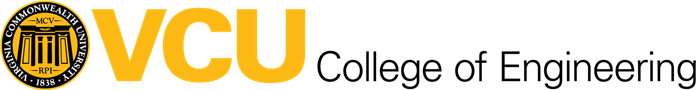 VIRGINIA COMMONWEALTH UNIVERSITY
MCV
RPI
1838
VCU College of Engineering